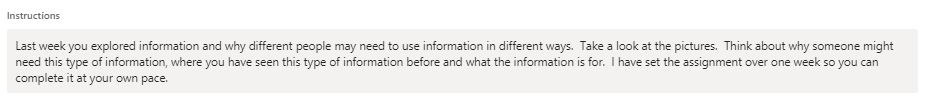 Instructions
Last week you explored information and why different people may need to use information in different ways.  Take a look at the pictures.  Think about why someone might
need this type of information, where you have seen this type of information before and what the information is for.  I have set the assignment over one week so you can
complete it at your own pace.